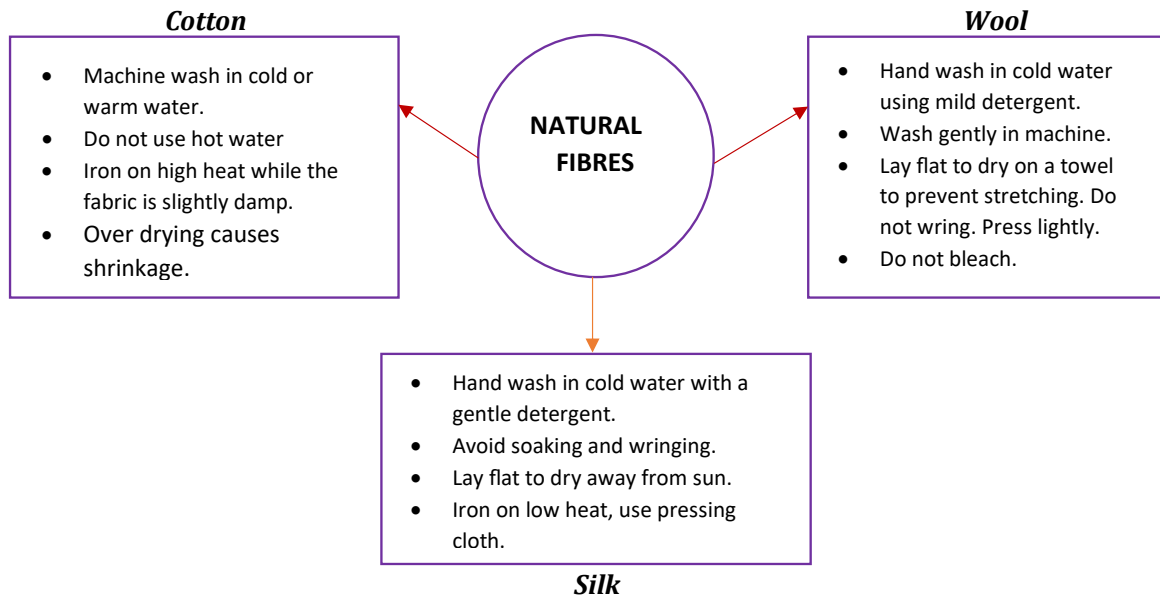 Cotton
• Machine wash in cold or
warm water.
• Do not use hot water
• Iron on high heat while the
fabric is slightly damp.
• Over drying causes
shrinkage.
NATURAL
FIBRES
Wool
• Hand wash in cold water
using mild detergent.
• Wash gently in machine.
• Lay flat to dry on a towel
to prevent stretching. Do
not wring. Press lightly.
• Do not bleach.
• Hand wash in cold water with a
gentle detergent.
• Avoid soaking and wringing.
• Lay flat to dry away from sun.
• Iron on low heat, use pressing
cloth.
Silk